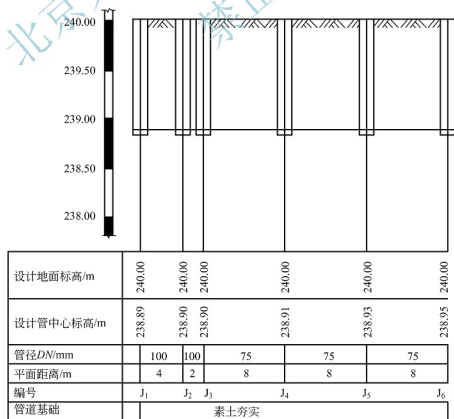 北京
禁止
240.00
239.50
239.00
238.50
238.00
设计地面标高/m 240.00 240.00 240.00 240.00 240.00 240.00
设计管中心标高/m 238.89 238.90 238.90 238.91 238.93 238.95
管径DN/mm 100 100 75 75 75
平面距离/m 4 2 8 8 8
编号 J₁ J₂ J₃ J₄ J₅ J₆
管道基础 素土夯实